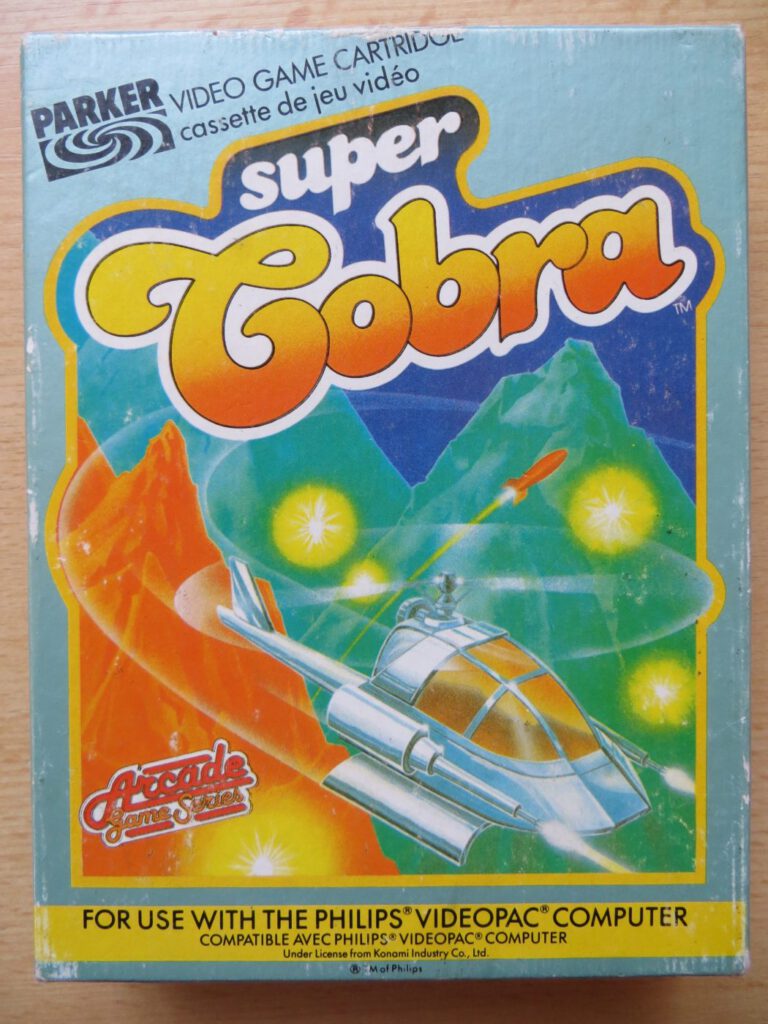 PARKER
VIDEO GAME CARTRIDGE
cassette de jeu vidéo
super
Cobra
TM
Arcade
Game Series
FOR USE WITH THE PHILIPS® VIDEOPAC® COMPUTER
COMPATIBLE AVEC PHILIPS® VIDEOPAC® COMPUTER
Under License from Konami Industry Co., Ltd.
® TM of Philips